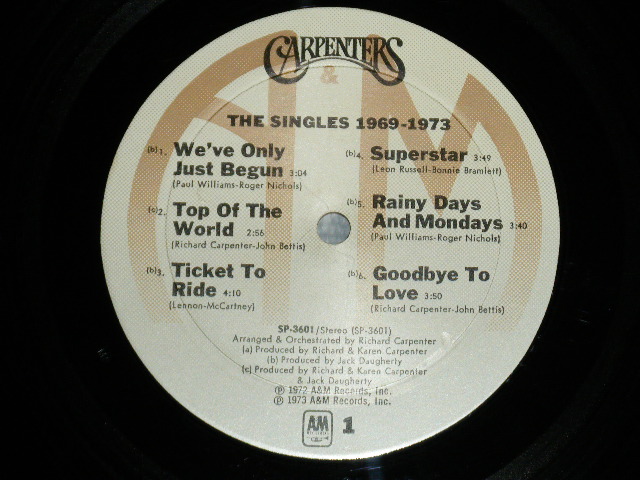 CARPENTERS
&
THE SINGLES 1969-1973
(b)1. We've Only
Just Begun 3:04
(Paul Williams-Roger Nichols)
(c)2. Top Of The
World 2:56
(Richard Carpenter-John Bettis)
(b)3. Ticket To
Ride 4:10
(Lennon-McCartney)
(b)4. Superstar 3:49
(Leon Russell-Bonnie Bramlett)
(b)5. Rainy Days
And Mondays 3:40
(Paul Williams-Roger Nichols)
(b)6. Goodbye To
Love 3:50
(Richard Carpenter-John Bettis)
SP-3601/Stereo (SP-3601)
Arranged & Orchestrated by Richard Carpenter
(a) Produced by Richard & Karen Carpenter
(b) Produced by Jack Daugherty
(c) Produced by Richard & Karen Carpenter
& Jack Daugherty
℗ 1972 A&M Records, Inc.
℗ 1973 A&M Records, Inc.
AM 1